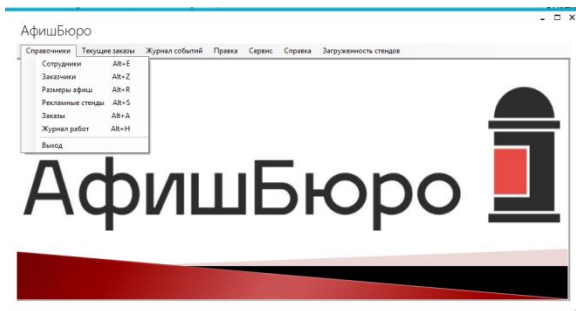 АфишБюро
Справочники Текущие заказы Журнал событий Правка Сервис Справка Загруженность стендов
Сотрудники Alt+E
Заказчики Alt+Z
Размеры афиш Alt+R
Рекламные стенды Alt+S
Заказы Alt+A
Журнал работ Alt+H
Выход
АфишБюро